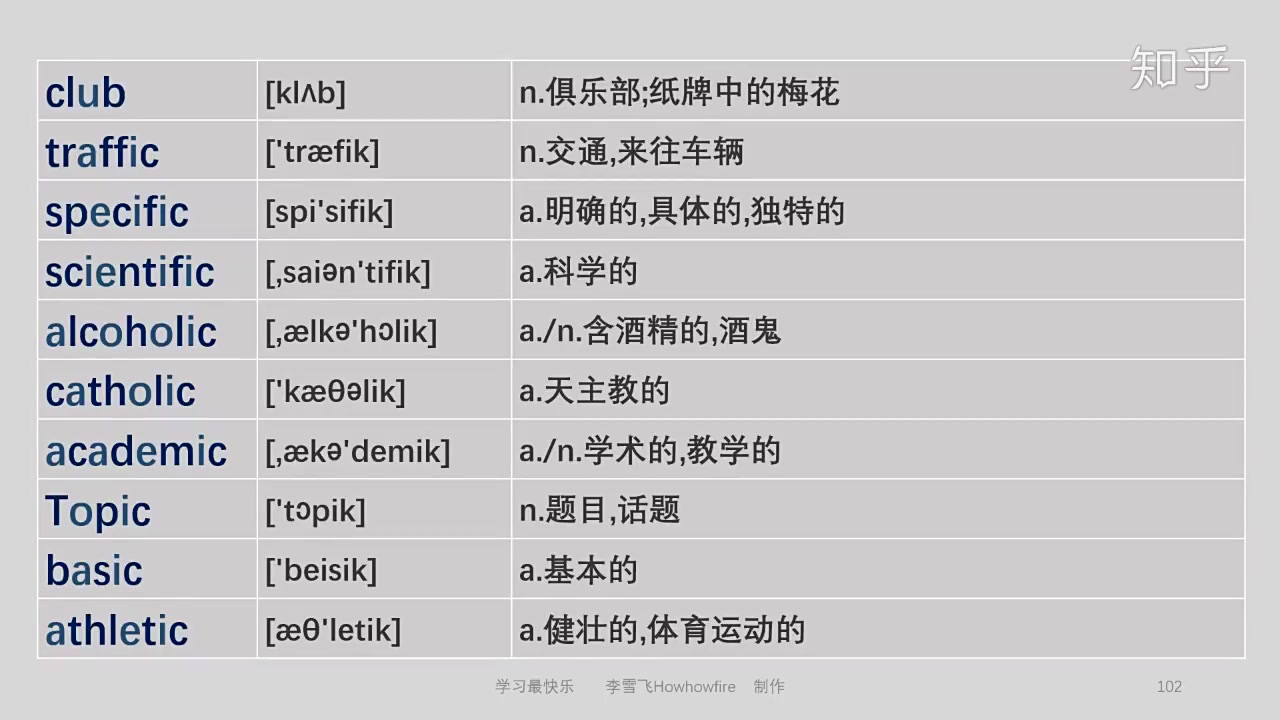 知乎
club ['klʌb] n.俱乐部;纸牌中的梅花
traffic ['træfik] n.交通,来往车辆
specific [spi'sifik] a.明确的,具体的,独特的
scientific [,saiən'tifik] a.科学的
alcoholic [,ælkə'hɔlik] a./n.含酒精的,酒鬼
catholic ['kæθəlik] a.天主教的
academic [,ækə'demik] a./n.学术的,教学的
Topic ['tɔpik] n.题目,话题
basic ['beisik] a.基本的
athletic [æθ'letik] a.健壮的,体育运动的
学习最快乐 李雪飞Howhowfire 制作 102